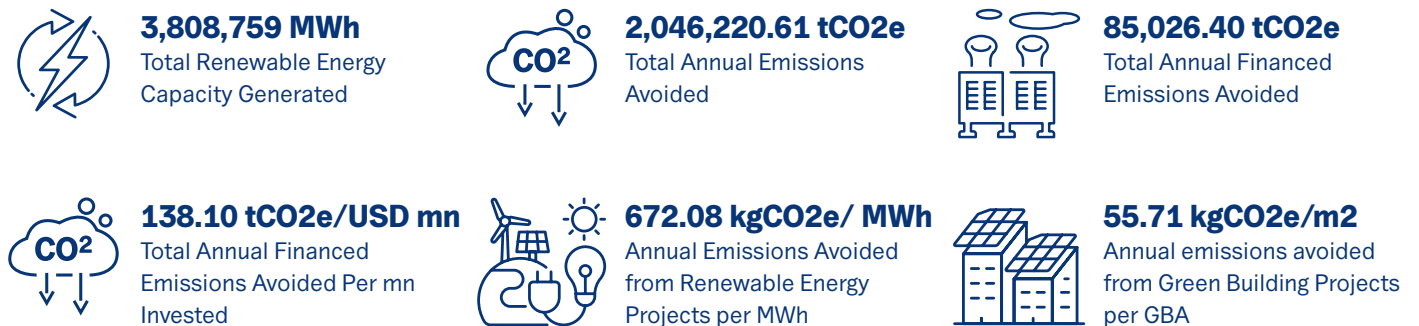 3,808,759 MWh
Total Renewable Energy
Capacity Generated
CO²
2,046,220.61 tCO2e
Total Annual Emissions
Avoided
85,026.40 tCO2e
Total Annual Financed
Emissions Avoided
CO²
138.10 tCO2e/USD mn
Total Annual Financed
Emissions Avoided Per mn
Invested
672.08 kgCO2e/ MWh
Annual Emissions Avoided
from Renewable Energy
Projects per MWh
55.71 kgCO2e/m2
Annual emissions avoided
from Green Building Projects
per GBA